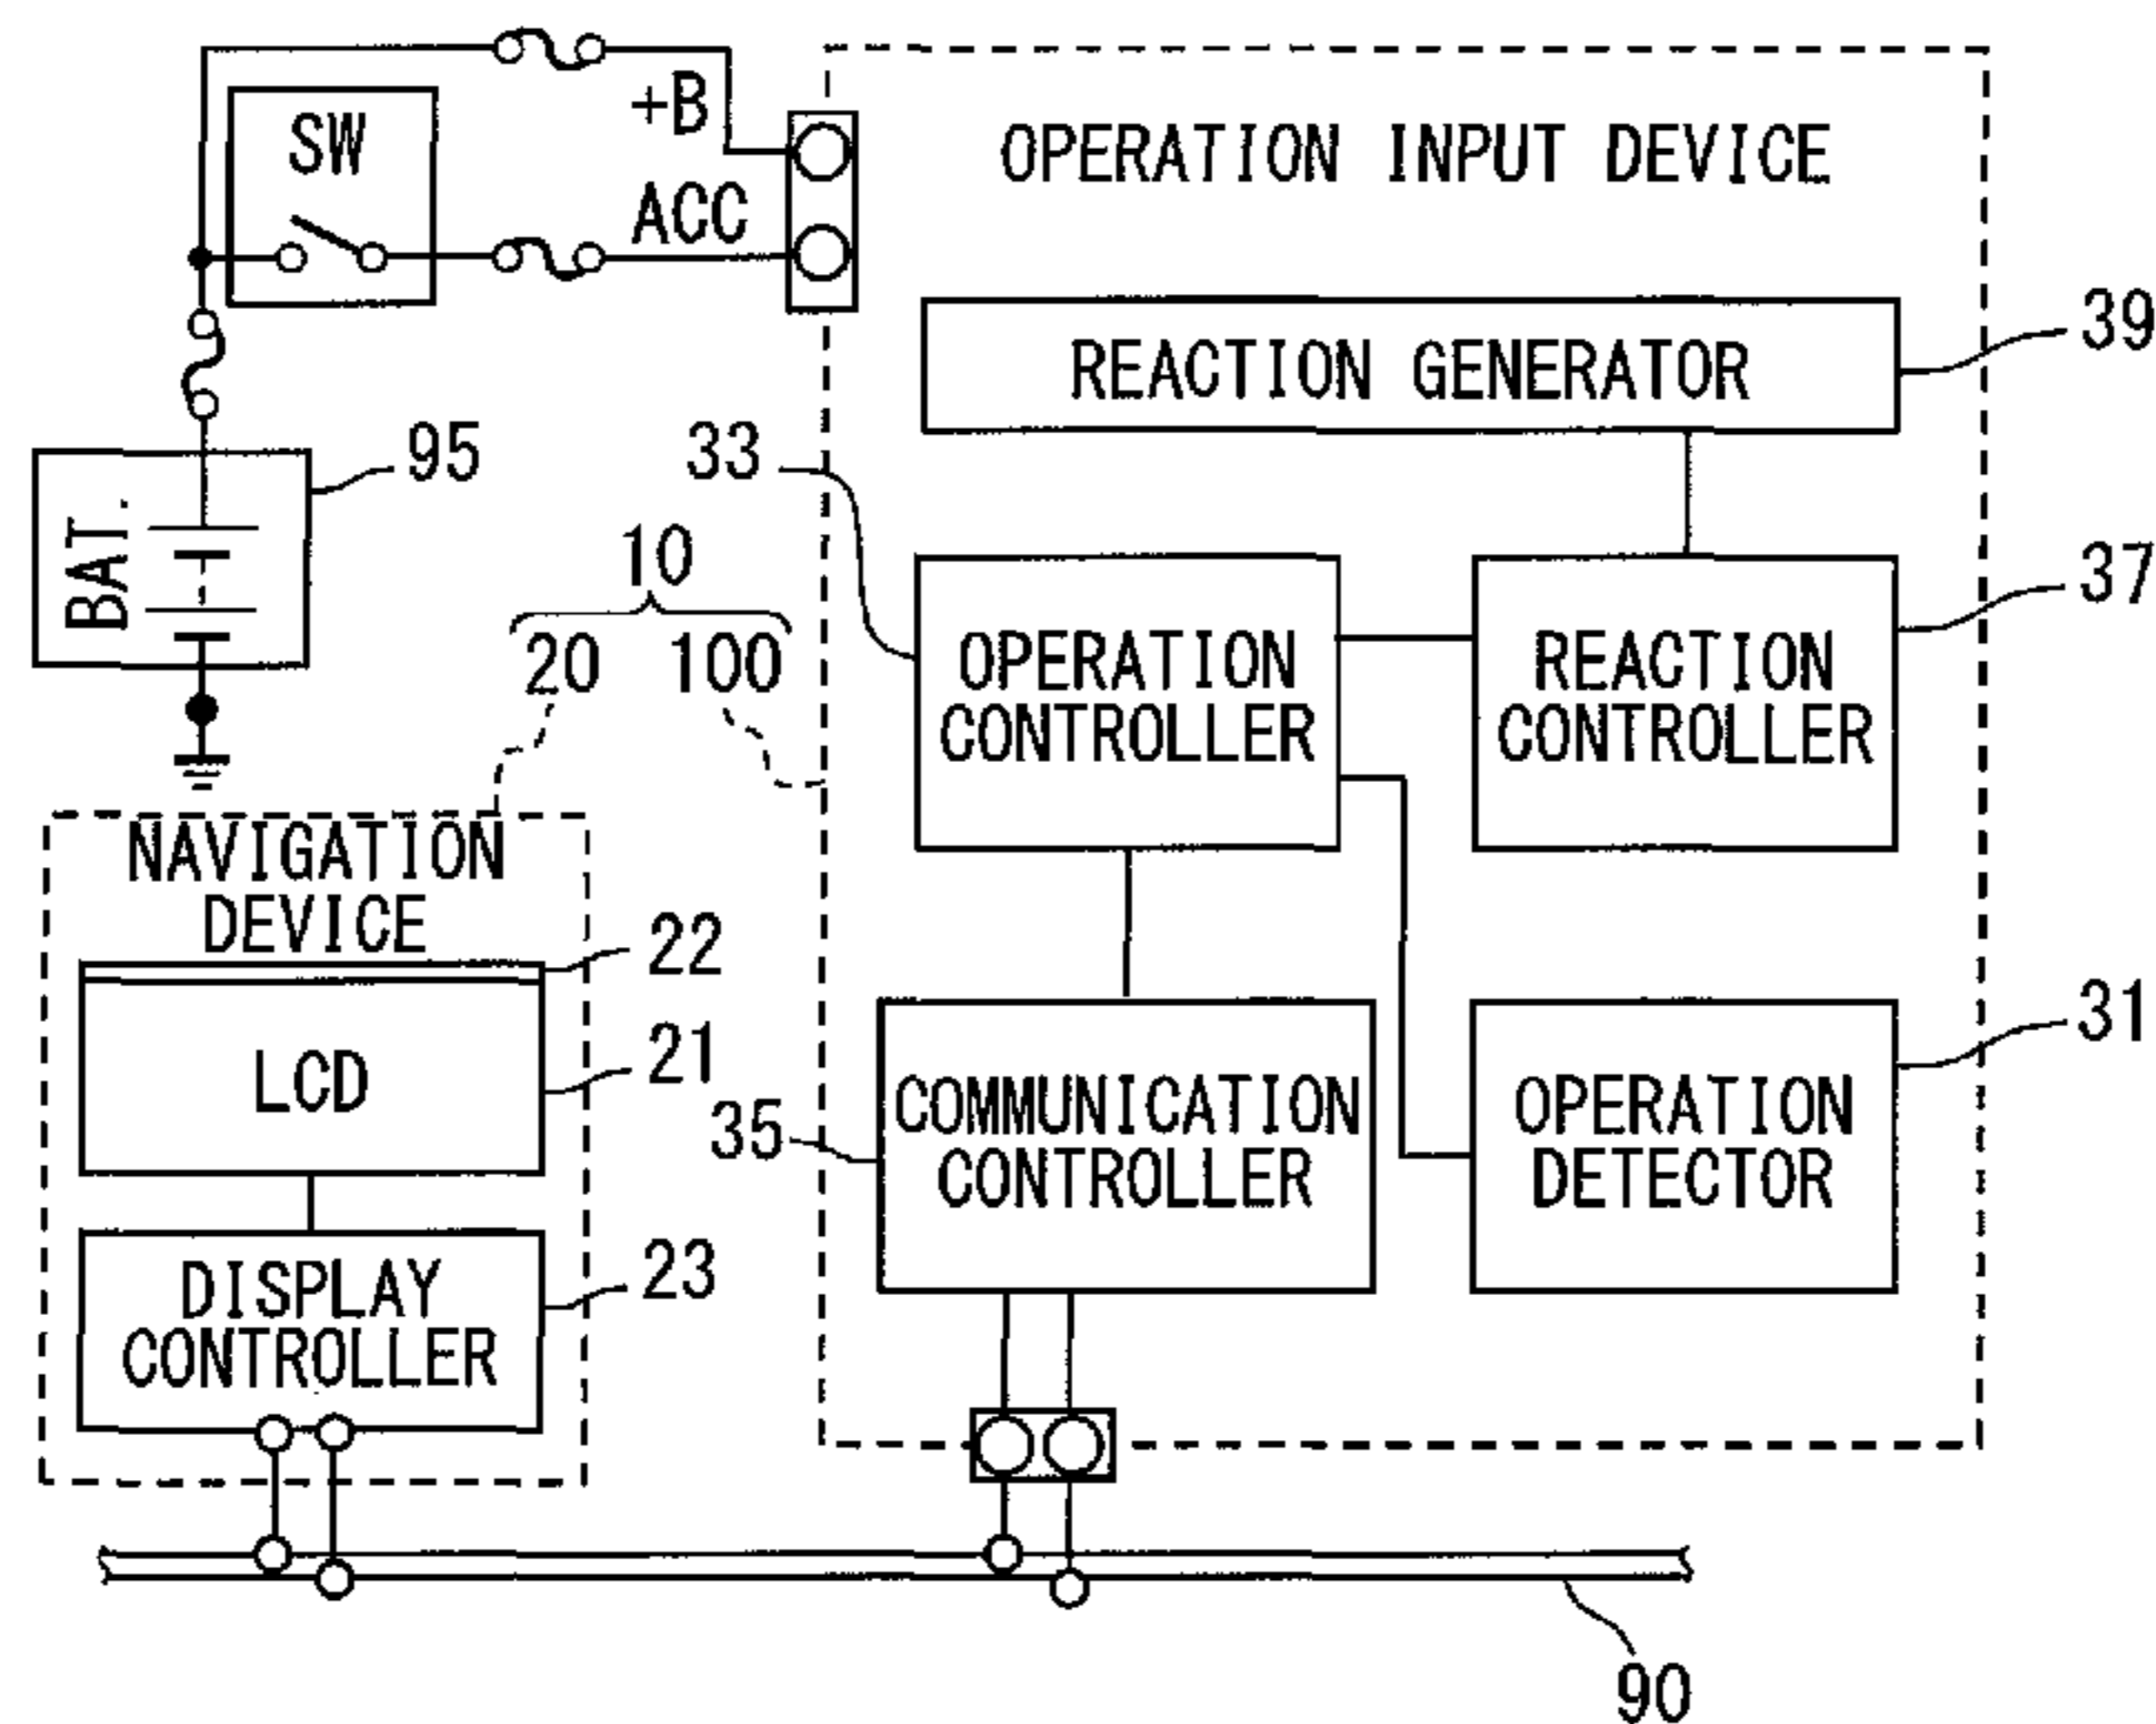 +B
SW
ACC
OPERATION INPUT DEVICE
REACTION GENERATOR
39
33
95
BAT.
10
20
100
37
OPERATION
CONTROLLER
REACTION
CONTROLLER
NAVIGATION
DEVICE
22
LCD
21
35
COMMUNICATION
CONTROLLER
OPERATION
DETECTOR
31
DISPLAY
CONTROLLER
23
90